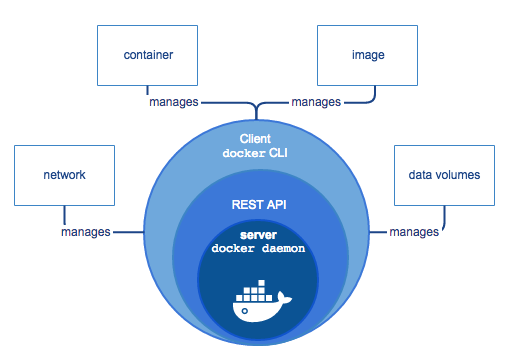 container
image
manages
manages
Client
docker CLI
network
data volumes
REST API
manages
server
docker daemon
manages